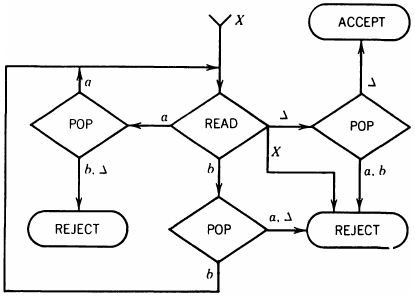 X
ACCEPT
a
Δ
POP
a
READ
Δ
POP
b, Δ
b
X
a, b
REJECT
POP
a, Δ
REJECT
b